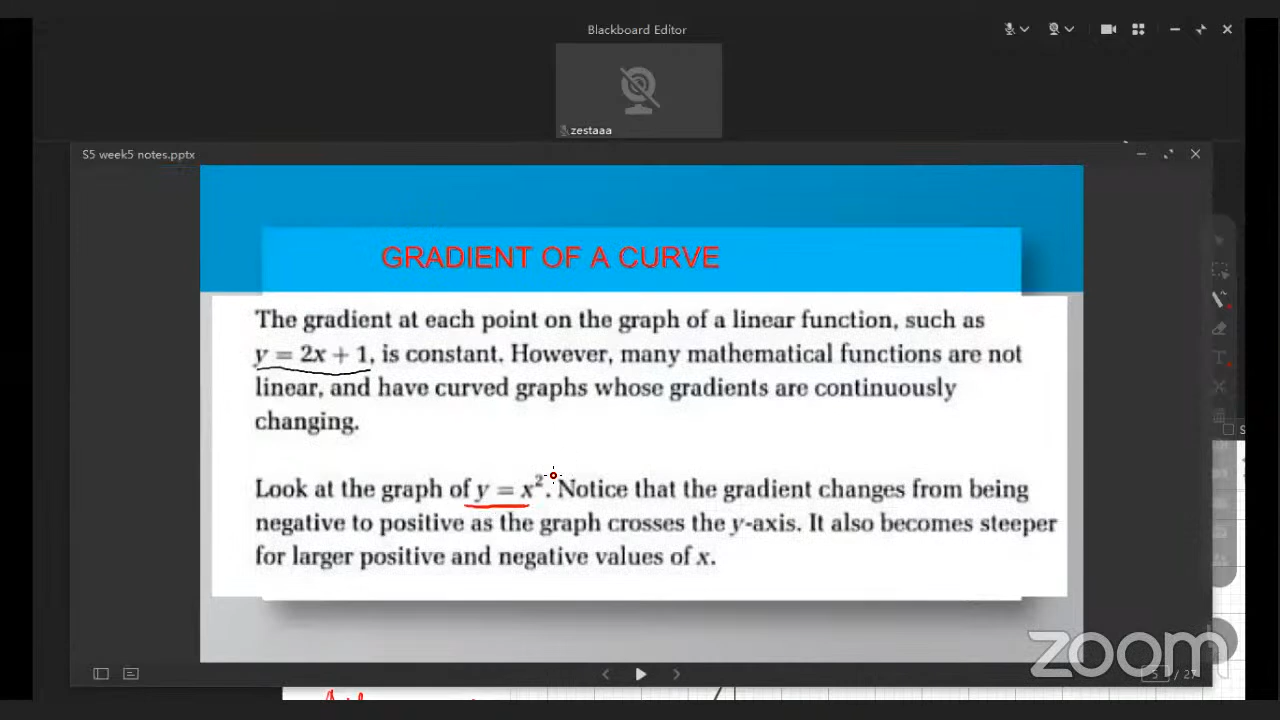 Blackboard Editor
zestaaa
S5 week5 notes.pptx
GRADIENT OF A CURVE
The gradient at each point on the graph of a linear function, such as
y = 2x + 1, is constant. However, many mathematical functions are not
linear, and have curved graphs whose gradients are continuously
changing.
Look at the graph of y = x². Notice that the gradient changes from being
negative to positive as the graph crosses the y-axis. It also becomes steeper
for larger positive and negative values of x.
zoom
5 / 27